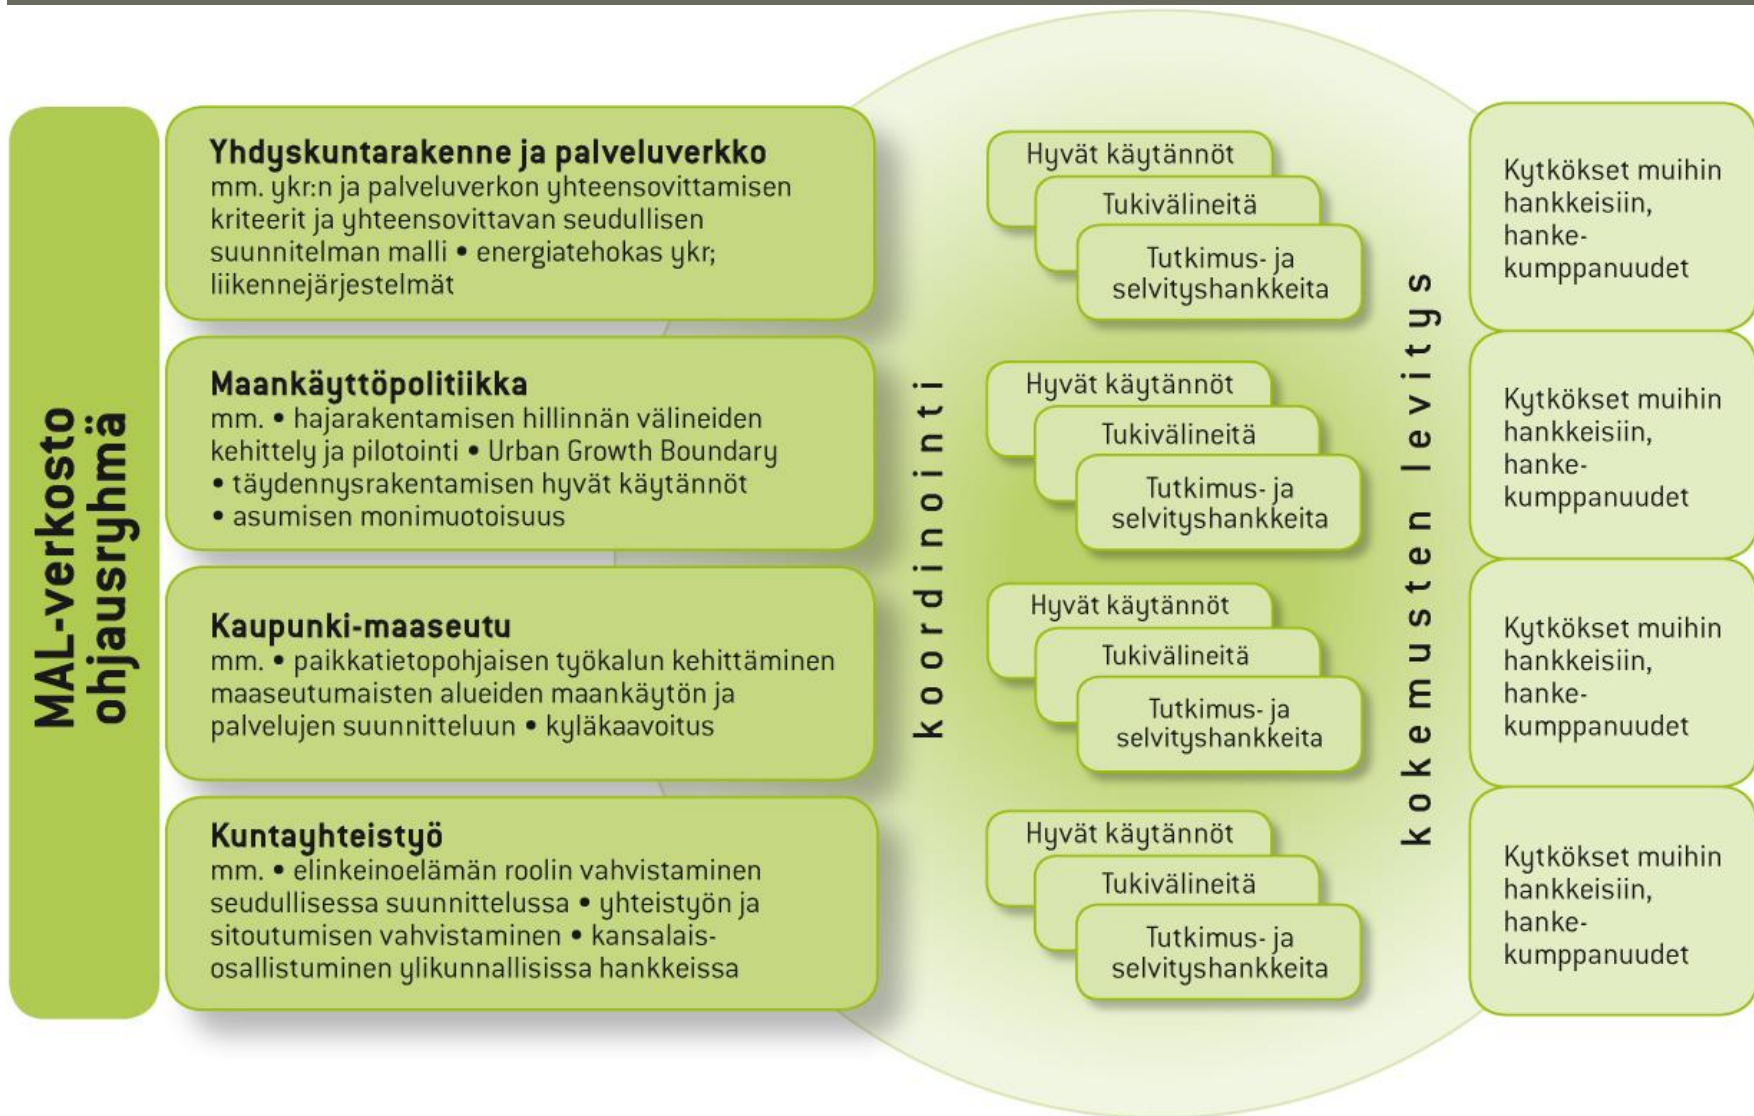 MAL-verkosto
ohjausryhmä
Yhdyskuntarakenne ja palveluverkko
mm. ykr:n ja palveluverkon yhteensovittamisen
kriteerit ja yhteensovittavan seudullisen
suunnitelman malli • energiatehokas ykr;
liikennejärjestelmät
Maankäyttöpolitiikka
mm. • hajarakentamisen hillinnän välineiden
kehittely ja pilotointi • Urban Growth Boundary
• täydennysrakentamisen hyvät käytännöt
• asumisen monimuotoisuus
Kaupunki-maaseutu
mm. • paikkatietopohjaisen työkalun kehittäminen
maaseutumaisten alueiden maankäytön ja
palvelujen suunnitteluun • kyläkaavoitus
Kuntayhteistyö
mm. • elinkeinoelämän roolin vahvistaminen
seudullisessa suunnittelussa • yhteistyön ja
sitoutumisen vahvistaminen • kansalais-
osallistuminen ylikunnallisissa hankkeissa
koordinointi
Hyvät käytännöt
Tukivälineitä
Tutkimus- ja
selvityshankkeita
Hyvät käytännöt
Tukivälineitä
Tutkimus- ja
selvityshankkeita
Hyvät käytännöt
Tukivälineitä
Tutkimus- ja
selvityshankkeita
Hyvät käytännöt
Tukivälineitä
Tutkimus- ja
selvityshankkeita
kokemusten levitys
Kytkökset muihin
hankkeisiin,
hanke-
kumppanuudet
Kytkökset muihin
hankkeisiin,
hanke-
kumppanuudet
Kytkökset muihin
hankkeisiin,
hanke-
kumppanuudet
Kytkökset muihin
hankkeisiin,
hanke-
kumppanuudet